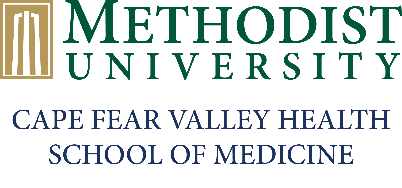 METHODIST
UNIVERSITY
CAPE FEAR VALLEY HEALTH
SCHOOL OF MEDICINE